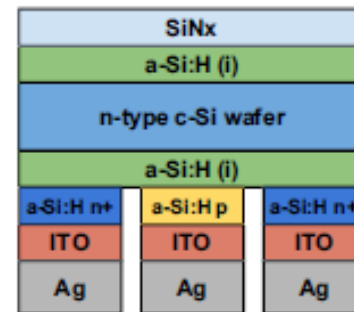 SiNx
a-Si:H (i)
n-type c-Si wafer
a-Si:H (i)
a-Si:H n+ a-Si:H p a-Si:H n+
ITO ITO ITO
Ag Ag Ag